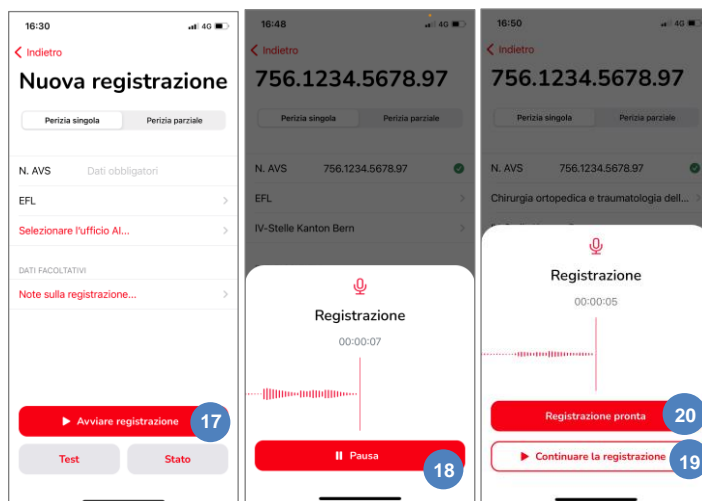 16:30
4G
Indietro
Nuova registrazione
Perizia singola Perizia parziale
N. AVS Dati obbligatori
EFL
Selezionare l'ufficio AI...
DATI FACOLTATIVI
Note sulla registrazione...
Avviare registrazione 17
Test Stato
16:48
4G
Indietro
756.1234.5678.97
Perizia singola Perizia parziale
N. AVS 756.1234.5678.97
EFL
IV-Stelle Kanton Bern
Registrazione
00:00:07
Pausa 18
16:50
4G
Indietro
756.1234.5678.97
Perizia singola Perizia parziale
N. AVS 756.1234.5678.97
Chirurgia ortopedica e traumatologia dell...
Registrazione
00:00:05
Registrazione pronta 20
Continuare la registrazione 19